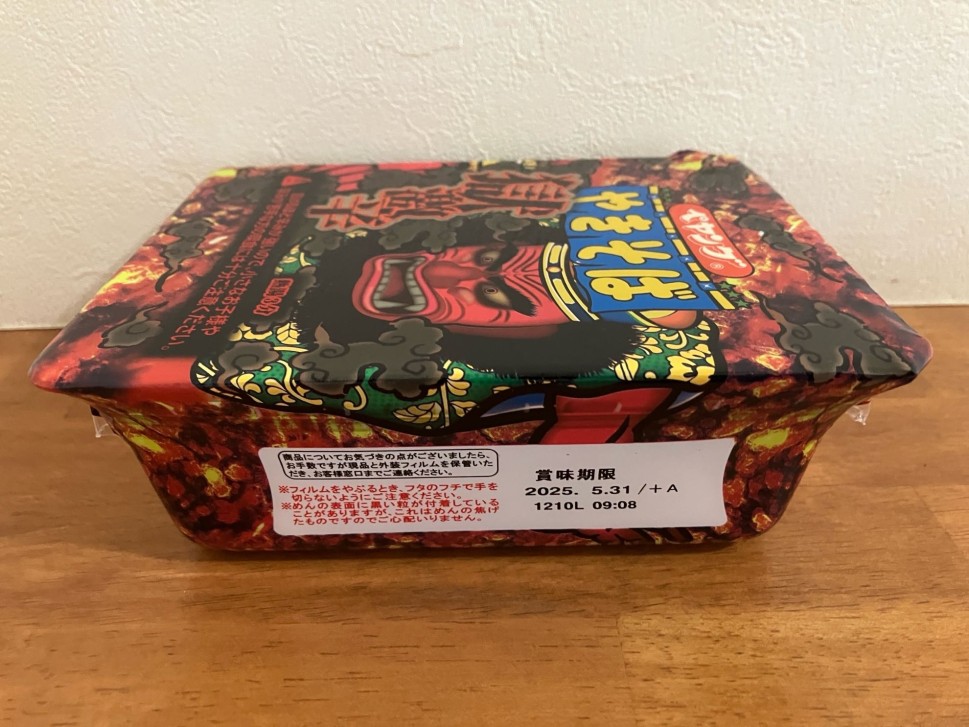 ペヤング
やきそば
獄激辛
商品についてお気づきの点がございましたら、
お手数ですが現品と外装フィルムを保管いた
だき、お客様窓口までご連絡ください。
※フィルムをやぶるとき、フタのフチで手を
切らないようにご注意ください。
※めんの表面に黒い粒が付着している
ことがありますが、これはめんの焦げ
たものですのでご心配いりません。
賞味期限
2025. 5.31 /+A
1210L 09:08